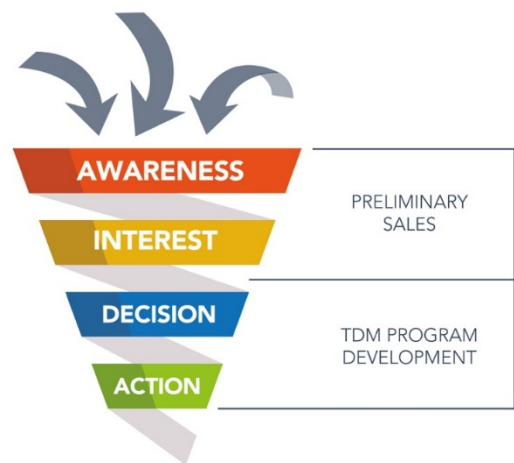 AWARENESS
INTEREST
DECISION
ACTION
PRELIMINARY
SALES
TDM PROGRAM
DEVELOPMENT